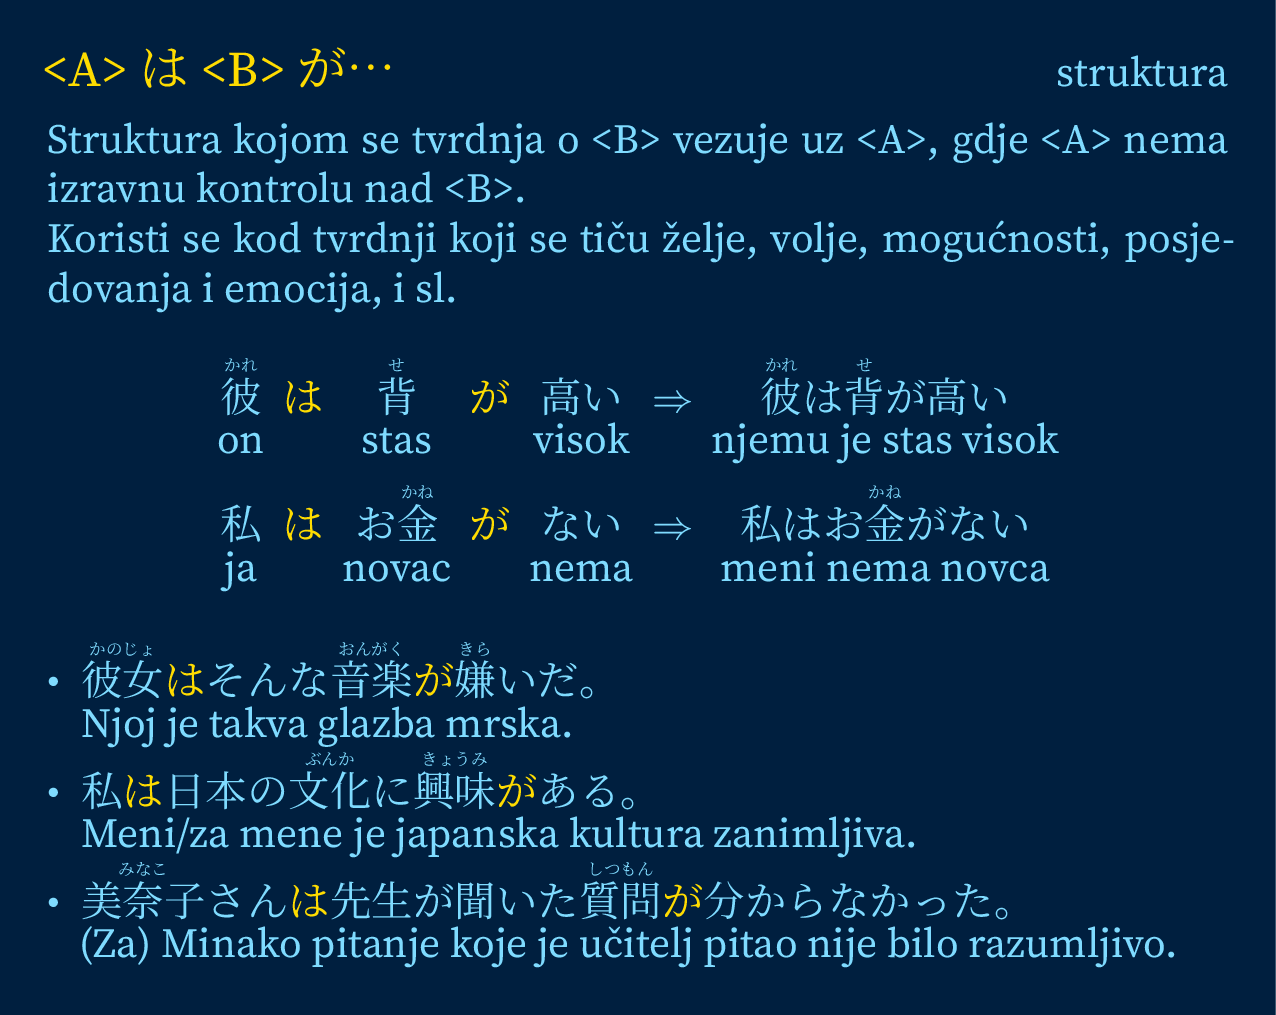 <A> は <B> が…
struktura
Struktura kojom se tvrdnja o <B> vezuje uz <A>, gdje <A> nema
izravnu kontrolu nad <B>.
Koristi se kod tvrdnji koji se tiču želje, volje, mogućnosti, posje-
dovanja i emocija, i sl.
かれ せ かれ せ
彼 は 背 が 高い ⇒ 彼は背が高い
on stas visok njemu je stas visok
かね かね
私 は お金 が ない ⇒ 私はお金がない
ja novac nema meni nema novca
かのじょ おんがく きら
• 彼女はそんな音楽が嫌いだ。
Njoj je takva glazba mrska.
ぶんか きょうみ
• 私は日本の文化に興味がある。
Meni/za mene je japanska kultura zanimljiva.
みなこ しつもん
• 美奈子さんは先生が聞いた質問が分からなかった。
(Za) Minako pitanje koje je učitelj pitao nije bilo razumljivo.